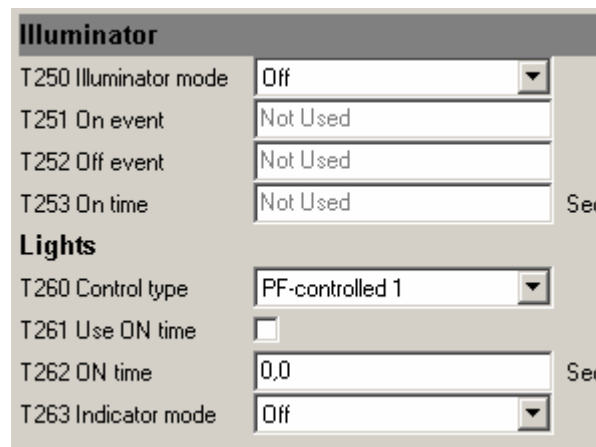 Illuminator
T250 Illuminator mode Off
T251 On event Not Used
T252 Off event Not Used
T253 On time Not Used
Lights
T260 Control type PF-controlled 1
T261 Use ON time
T262 ON time 0,0
T263 Indicator mode Off